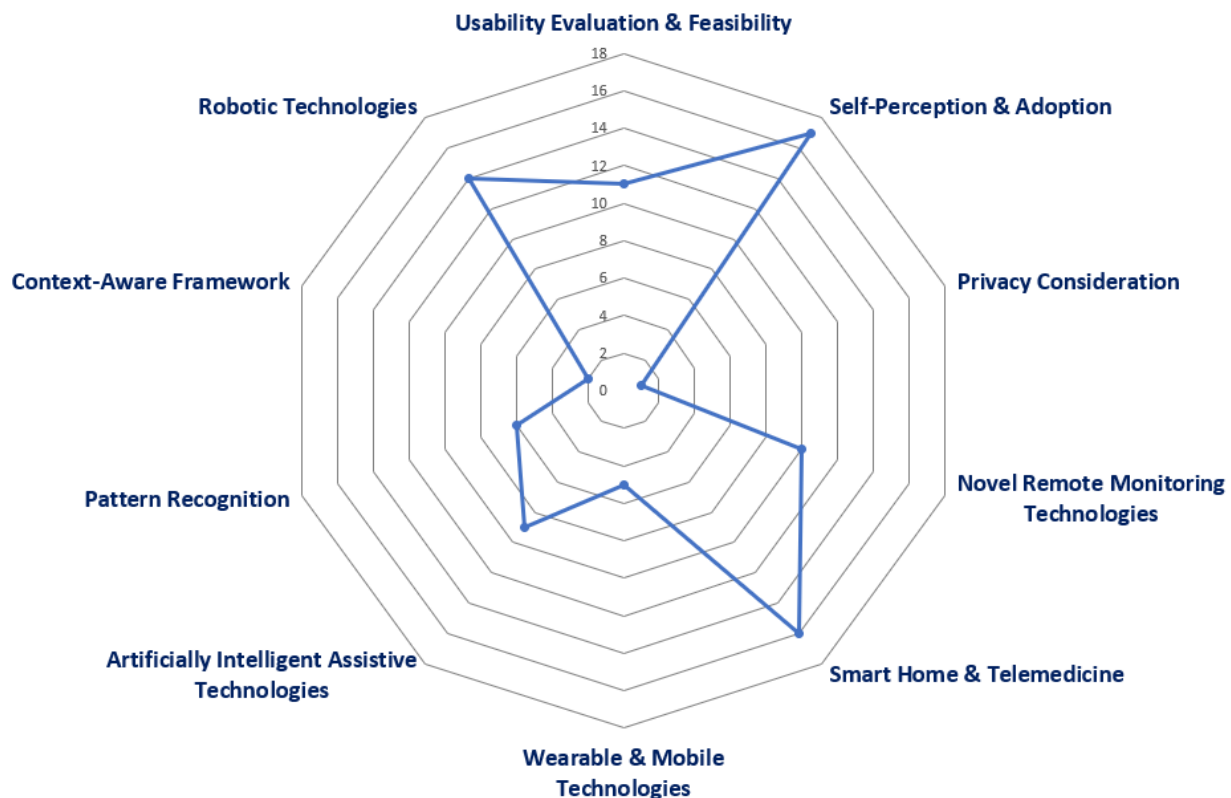 Usability Evaluation & Feasibility
18
Robotic Technologies
16
Self-Perception & Adoption
14
12
10
8
Context-Aware Framework
6
Privacy Consideration
4
2
0
Pattern Recognition
Novel Remote Monitoring
Technologies
Artificially Intelligent Assistive
Technologies
Smart Home & Telemedicine
Wearable & Mobile
Technologies